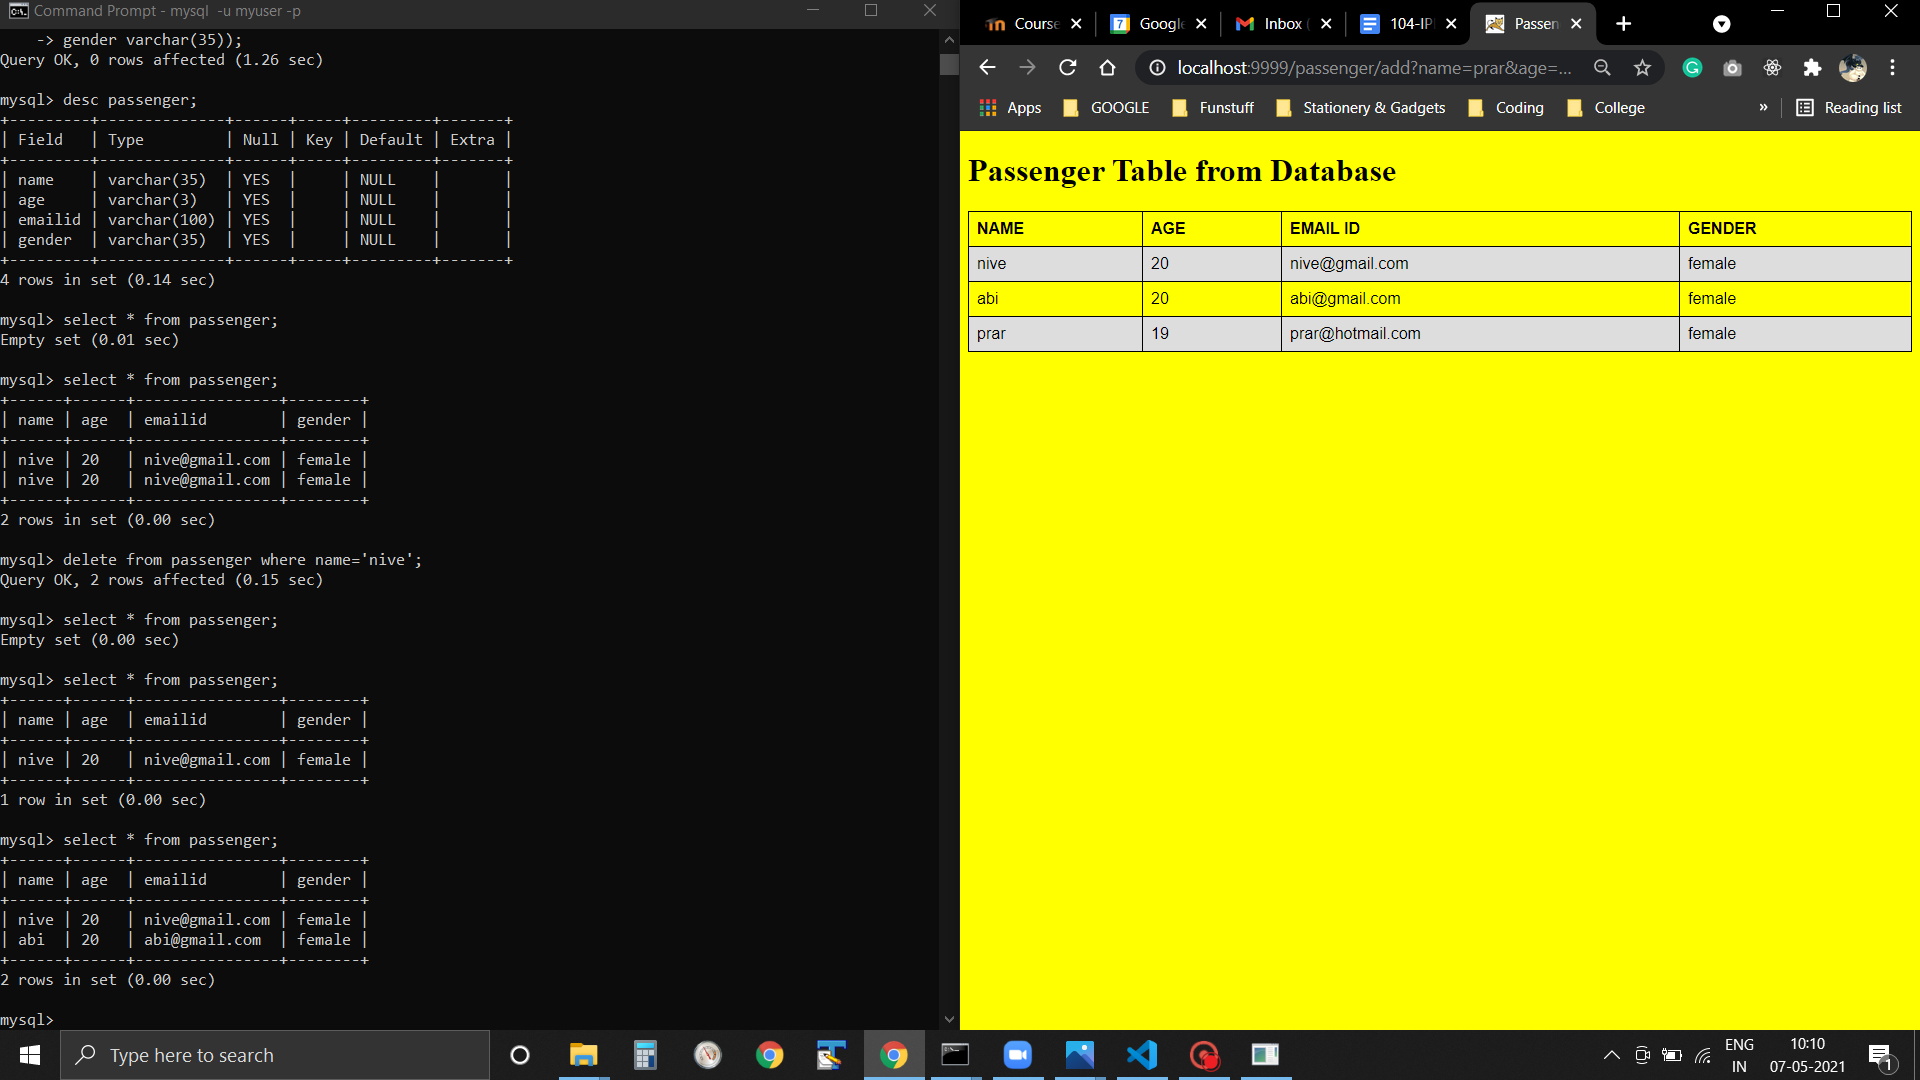 Command Prompt - mysql  -u myuser -p
    -> gender varchar(35));
Query OK, 0 rows affected (1.26 sec)
mysql> desc passenger;
+---------+--------------+------+-----+---------+-------+
| Field   | Type         | Null | Key | Default | Extra |
+---------+--------------+------+-----+---------+-------+
| name    | varchar(35)  | YES  |     | NULL    |       |
| age     | varchar(3)   | YES  |     | NULL    |       |
| emailid | varchar(100) | YES  |     | NULL    |       |
| gender  | varchar(35)  | YES  |     | NULL    |       |
+---------+--------------+------+-----+---------+-------+
4 rows in set (0.14 sec)
mysql> select * from passenger;
Empty set (0.01 sec)
mysql> select * from passenger;
+------+------+----------------+--------+
| name | age  | emailid        | gender |
+------+------+----------------+--------+
| nive | 20   | nive@gmail.com | female |
| nive | 20   | nive@gmail.com | female |
+------+------+----------------+--------+
2 rows in set (0.00 sec)
mysql> delete from passenger where name='nive';
Query OK, 2 rows affected (0.15 sec)
mysql> select * from passenger;
Empty set (0.00 sec)
mysql> select * from passenger;
+------+------+----------------+--------+
| name | age  | emailid        | gender |
+------+------+----------------+--------+
| nive | 20   | nive@gmail.com | female |
+------+------+----------------+--------+
1 row in set (0.00 sec)
mysql> select * from passenger;
+------+------+----------------+--------+
| name | age  | emailid        | gender |
+------+------+----------------+--------+
| nive | 20   | nive@gmail.com | female |
| abi  | 20   | abi@gmail.com  | female |
+------+------+----------------+--------+
2 rows in set (0.00 sec)
mysql>
Course Google Inbox ( 104-IP Passen
localhost:9999/passenger/add?name=prar&age=...
Apps GOOGLE Funstuff Stationery & Gadgets Coding College » Reading list
Passenger Table from Database
NAME AGE EMAIL ID GENDER
nive 20 nive@gmail.com female
abi 20 abi@gmail.com female
prar 19 prar@hotmail.com female
Type here to search
ENG
IN
10:10
07-05-2021
1